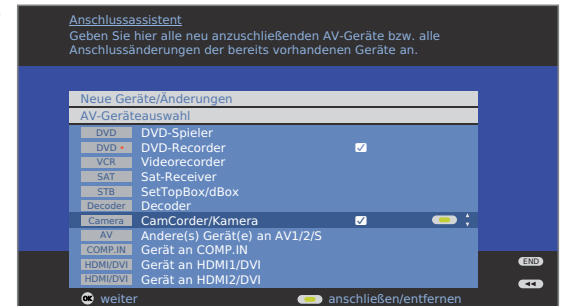 Anschlussassistent
Geben Sie hier alle neu anzuschließenden AV-Geräte bzw. alle
Anschlussänderungen der bereits vorhandenen Geräte an.
Neue Geräte/Änderungen
AV-Geräteauswahl
DVD DVD-Spieler
DVD DVD-Recorder
VCR Videorecorder
SAT Sat-Receiver
STB SetTopBox/dBox
Decoder Decoder
Camera CamCorder/Kamera
AV Andere(s) Gerät(e) an AV1/2/S
COMP.IN Gerät an COMP.IN
HDMI/DVI Gerät an HDMI1/DVI
HDMI/DVI Gerät an HDMI2/DVI
END
OK weiter anschließen/entfernen